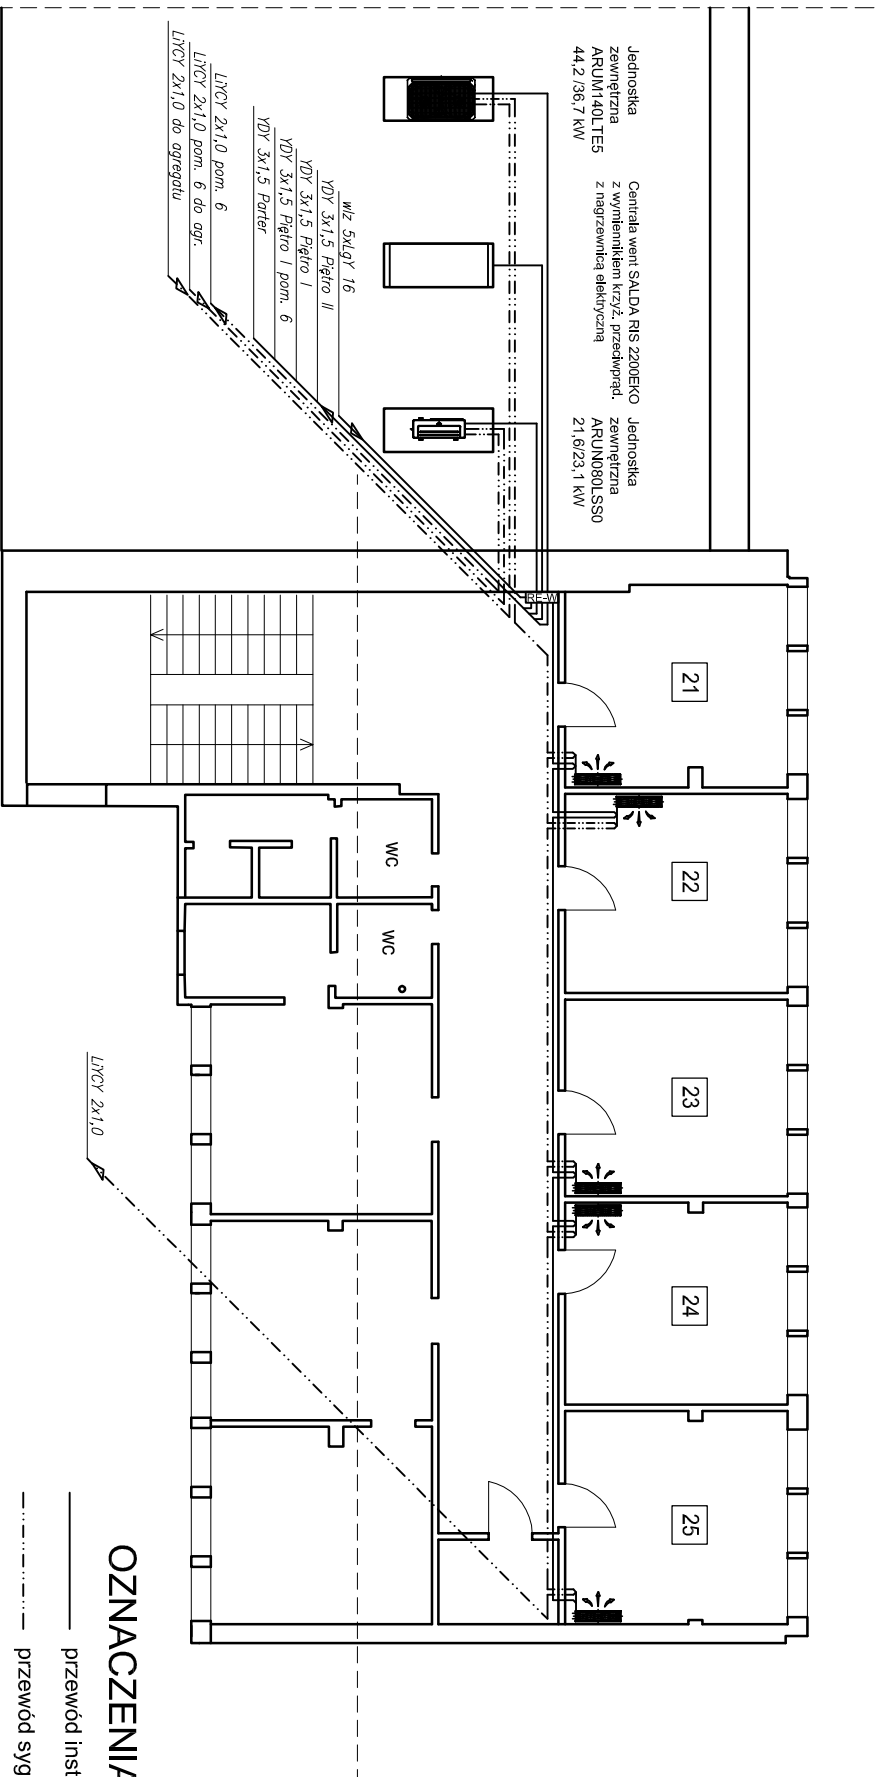 Jednostka
zewnętrzna
ARUM140LTE5
44,2 /36,7 kW
Centrala went SALDA RIS 2200EKO
z wymiennikiem krzyż. przeciwprąd.
z nagrzewnicą elektryczną
Jednostka
zewnętrzna
ARUN080LSS0
21,6/23,1 kW
wlz 5xLgY 16
YDY 3x1,5 Piętro II
YDY 3x1,5 Piętro I
YDY 3x1,5 Piętro I pom. 6
YDY 3x1,5 Parter
LiYCY 2x1,0 pom. 6
LiYCY 2x1,0 pom. 6 do agr.
LiYCY 2x1,0 do agregatu
RE-W
21
22
23
24
25
WC
WC
LiYCY 2x1,0
OZNACZENIA
przewód inst
przewód syg